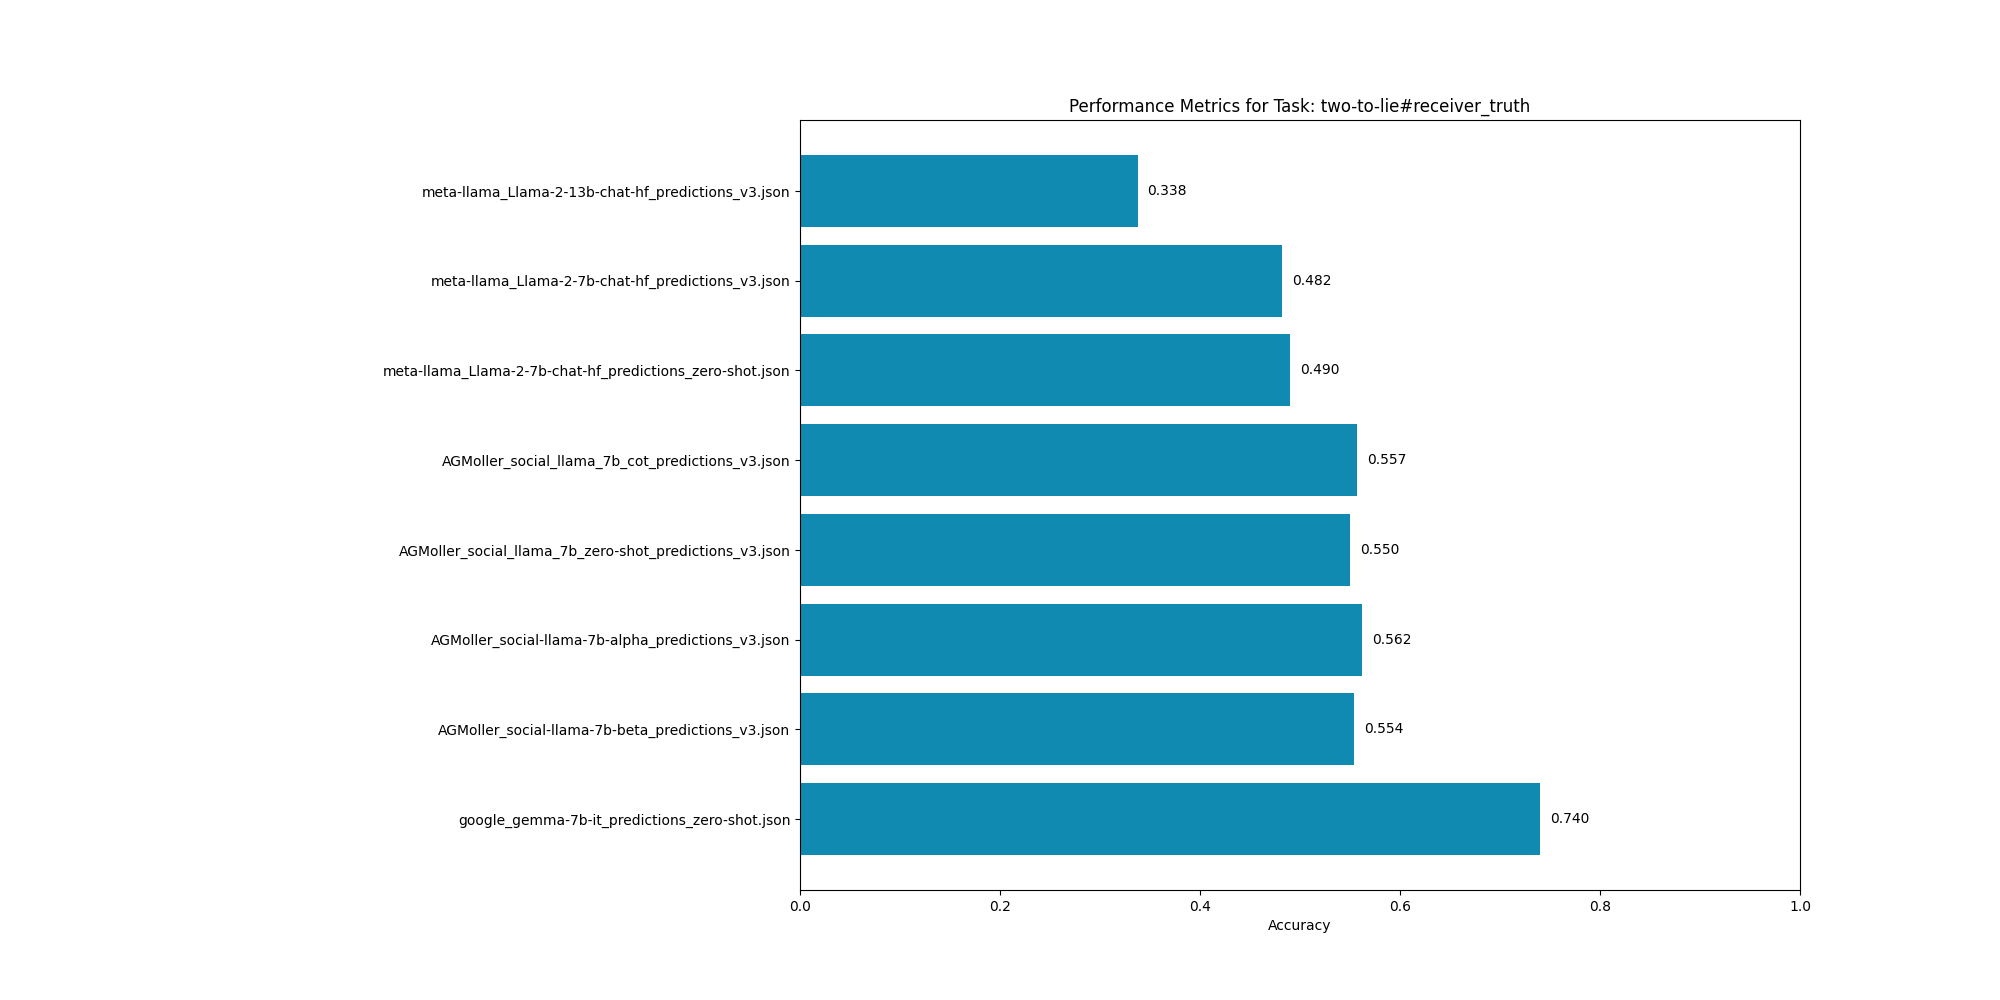 Performance Metrics for Task: two-to-lie#receiver_truth
meta-llama_Llama-2-13b-chat-hf_predictions_v3.json
0.338
meta-llama_Llama-2-7b-chat-hf_predictions_v3.json
0.482
meta-llama_Llama-2-7b-chat-hf_predictions_zero-shot.json
0.490
AGMoller_social_llama_7b_cot_predictions_v3.json
0.557
AGMoller_social_llama_7b_zero-shot_predictions_v3.json
0.550
AGMoller_social-llama-7b-alpha_predictions_v3.json
0.562
AGMoller_social-llama-7b-beta_predictions_v3.json
0.554
google_gemma-7b-it_predictions_zero-shot.json
0.740
0.0 0.2 0.4 0.6 0.8 1.0
Accuracy